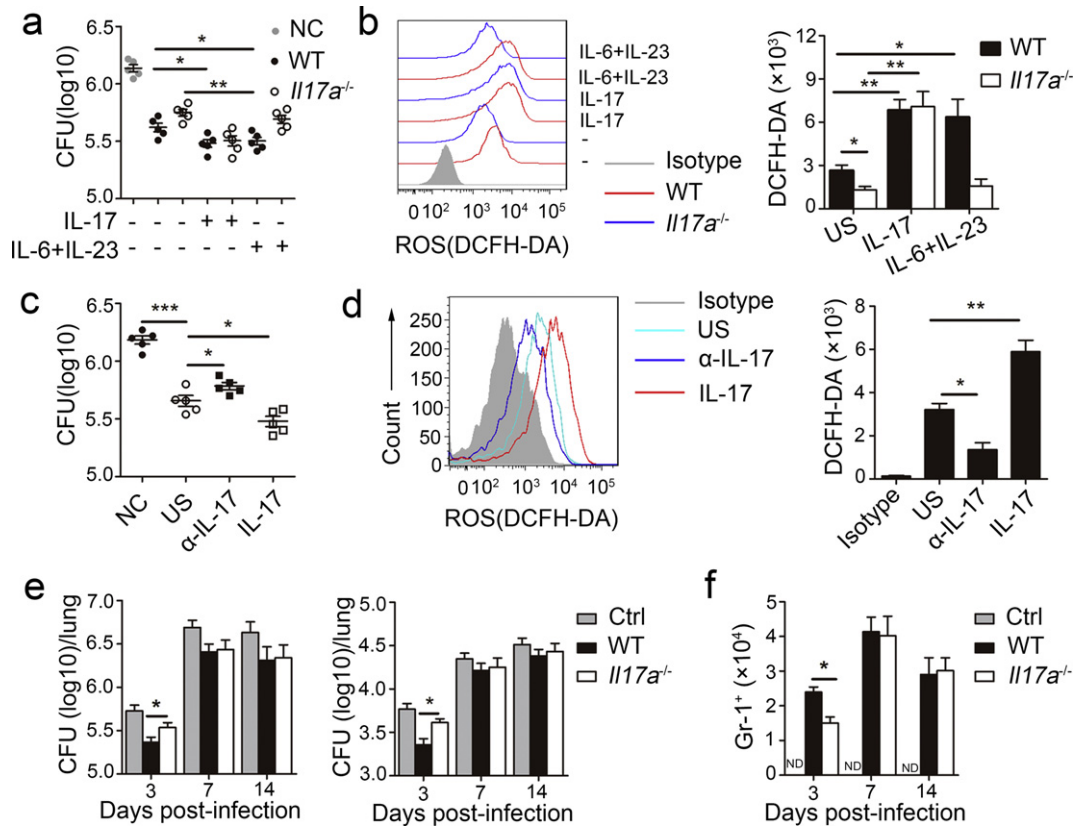 a
6.5
6.0
5.5
5.0
CFU(log10)
*
*
**
NC
WT
Il17a-/-
IL-17 - - - + + - -
IL-6+IL-23 - - - - - + +
b
IL-6+IL-23
IL-6+IL-23
IL-17
IL-17
-
-
0 10² 10³ 10⁴ 10⁵
ROS(DCFH-DA)
Isotype
WT
Il17a-/-
DCFH-DA (×10³)
12
9
6
3
0
*
**
**
*
WT
Il17a-/-
US
IL-17
IL-6+IL-23
c
6.5
6.0
5.5
5.0
CFU(log10)
***
*
*
NC
US
α-IL-17
IL-17
d
Count
250
200
150
100
50
0
0 10² 10³ 10⁴ 10⁵
ROS(DCFH-DA)
Isotype
US
α-IL-17
IL-17
DCFH-DA (×10³)
8
6
4
2
0
**
*
Isotype
US
α-IL-17
IL-17
e
CFU (log10)/lung
7.0
6.5
6.0
5.5
5.0
*
3 7 14
Days post-infection
CFU (log10)/lung
5.0
4.5
4.0
3.5
3.0
*
3 7 14
Days post-infection
Ctrl
WT
Il17a-/-
f
Gr-1⁺ (×10⁴)
5
4
3
2
1
0
*
ND ND ND
3 7 14
Days post-infection
Ctrl
WT
Il17a-/-